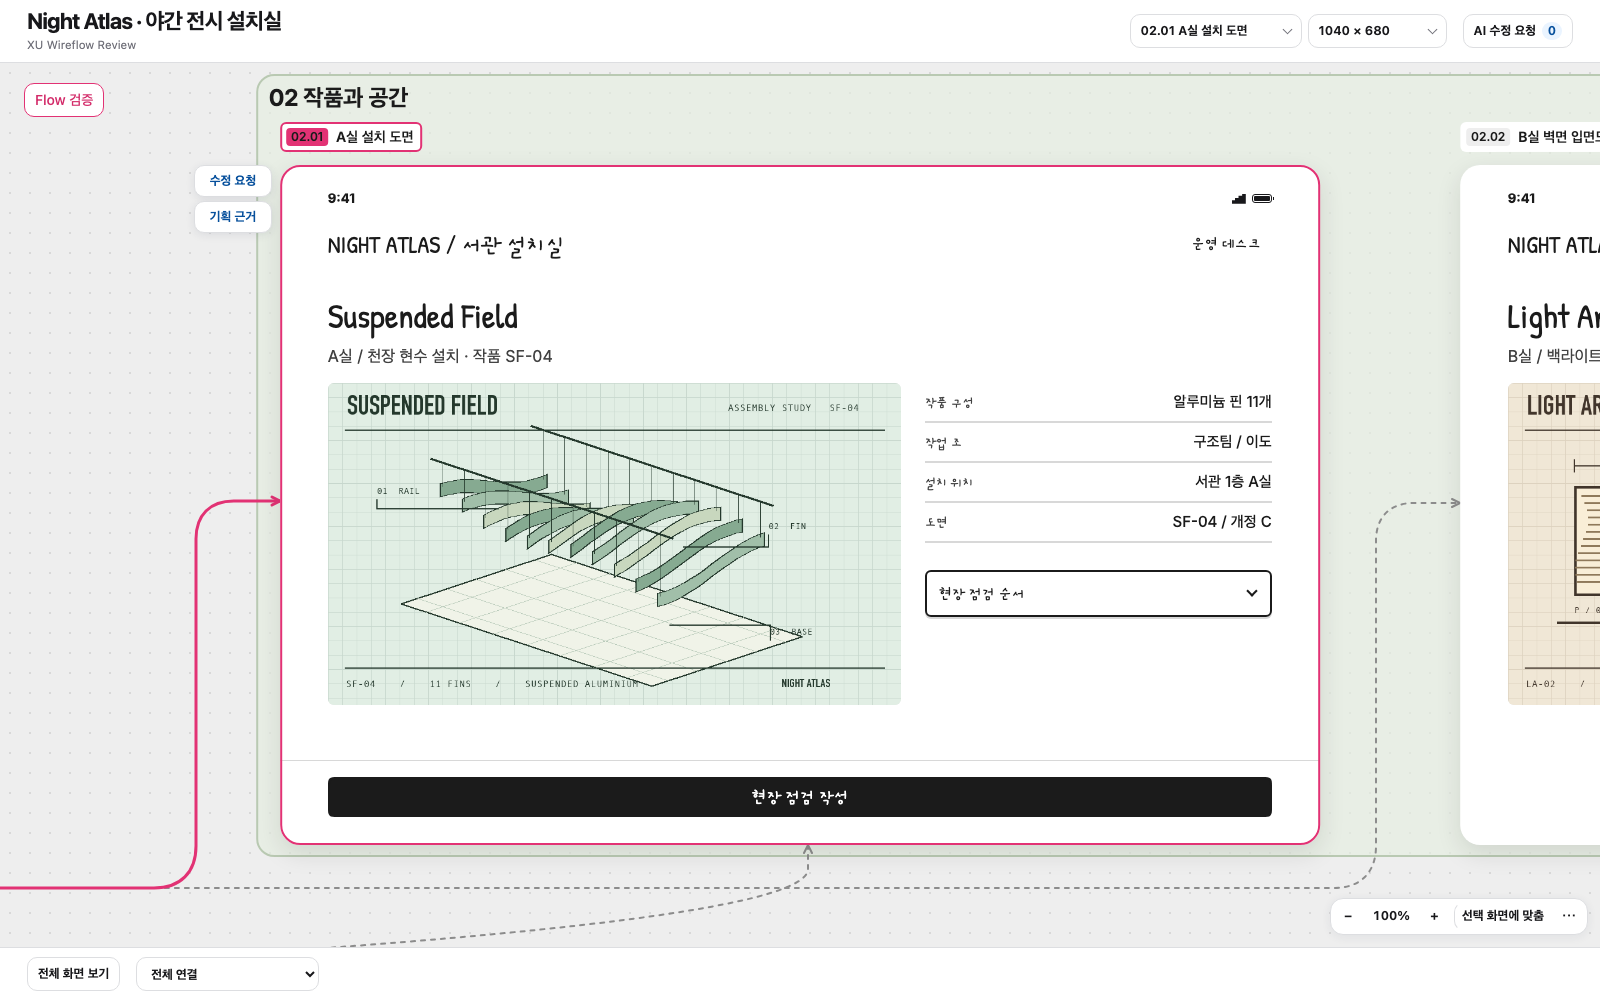 Night Atlas · 야간 전시 설치실
XU Wireflow Review
02.01 A실 설치 도면
1040 × 680
AI 수정 요청 0
Flow 검증
02 작품과 공간
02.01 A실 설치 도면
02.02 B실 벽면 입면
수정 요청
기획 근거
9:41
NIGHT ATLAS / 서관 설치실
운영 데스크
Suspended Field
A실 / 천장 현수 설치 · 작품 SF-04
SUSPENDED FIELD
ASSEMBLY STUDY SF-04
01 RAIL
02 FIN
03 BASE
SF-04 / 11 FINS / SUSPENDED ALUMINIUM
NIGHT ATLAS
작품 구성 알루미늄 핀 11개
작업 조 구조팀 / 이도
설치 위치 서관 1층 A실
도면 SF-04 / 개정 C
현장 점검 순서
현장 점검 작성
9:41
NIGHT ATL
Light Ar
B실 / 백라이트
LIGHT AR
P / 0
LA-02 /
− 100% + 선택 화면에 맞춤 ···
전체 화면 보기
전체 연결